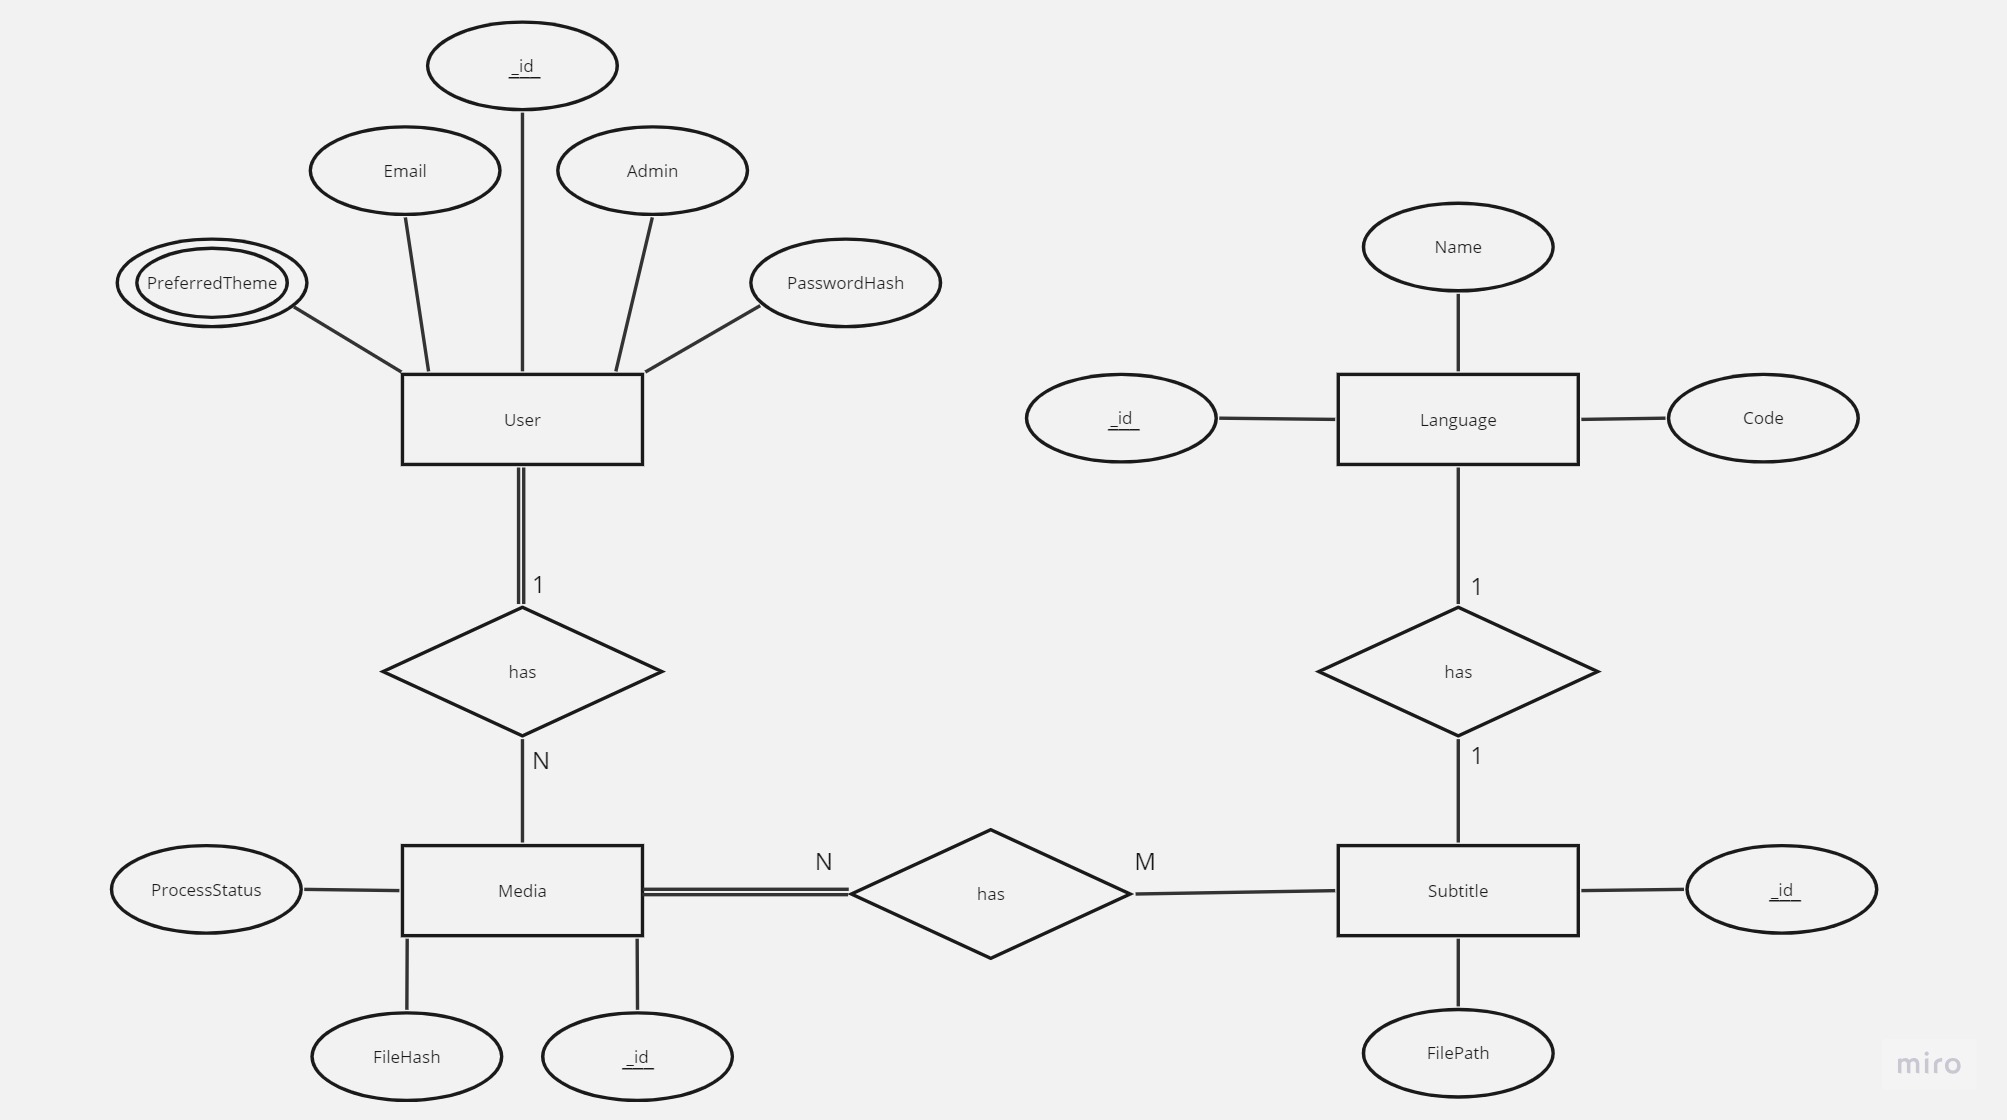 _id
Email
Admin
PreferredTheme
PasswordHash
Name
User
_id
Language
Code
1
1
has
has
N
1
ProcessStatus
Media
N
has
M
Subtitle
_id
FileHash
_id
FilePath
miro